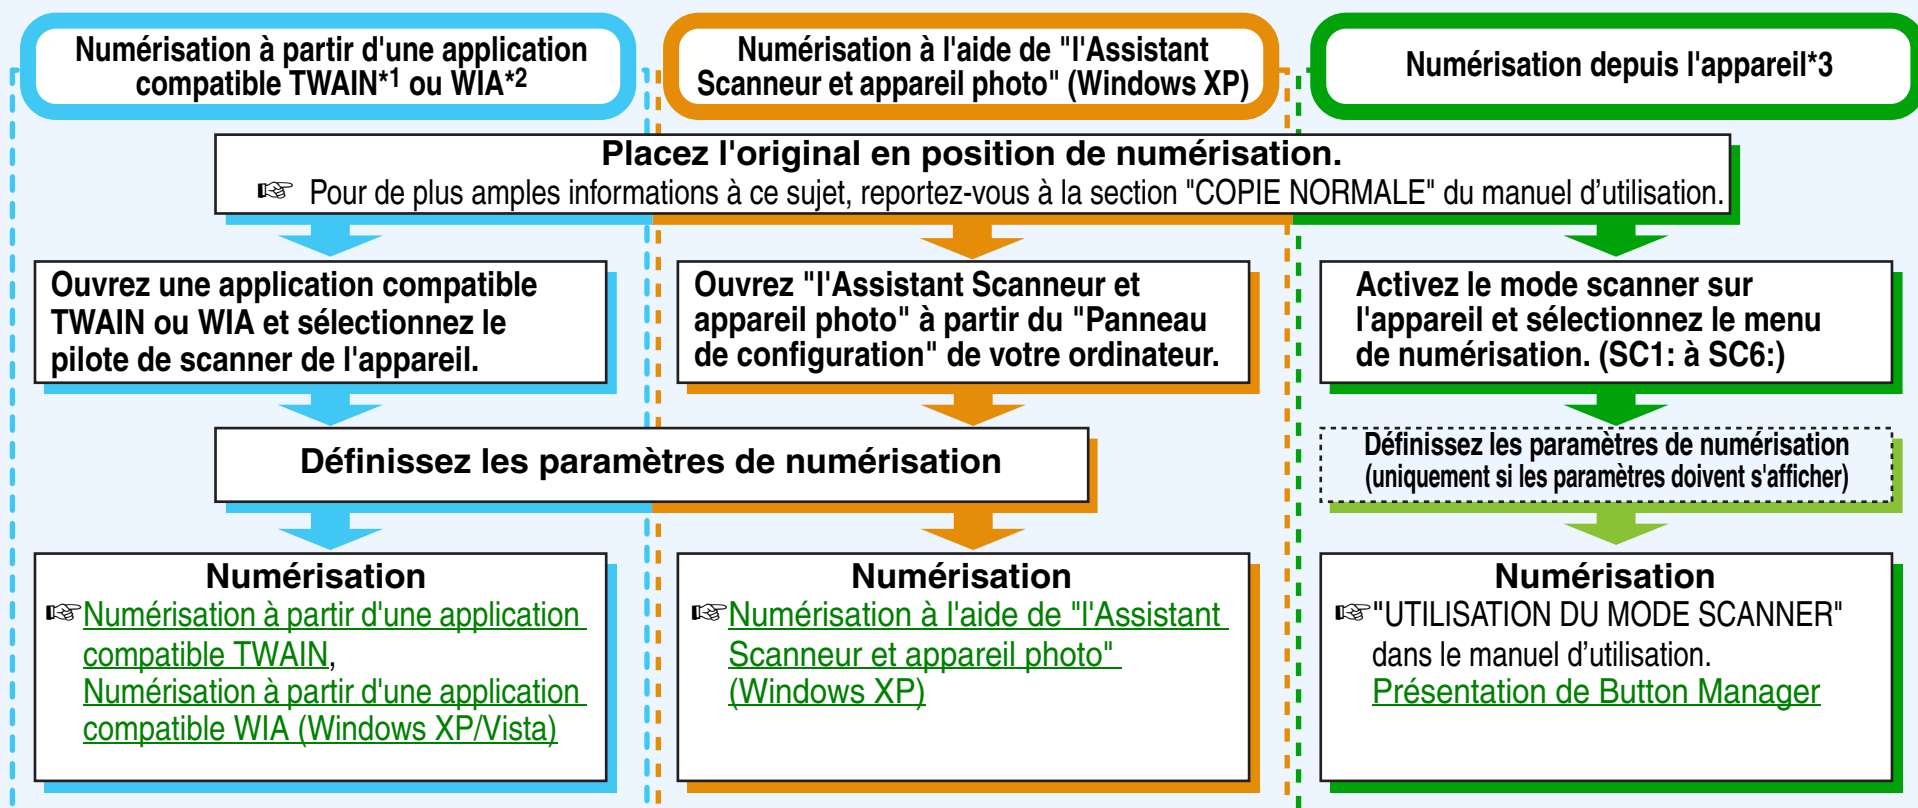 Numérisation à partir d'une application
compatible TWAIN*1 ou WIA*2
Numérisation à l'aide de "l'Assistant
Scanneur et appareil photo" (Windows XP)
Numérisation depuis l'appareil*3
Placez l'original en position de numérisation.
☞ Pour de plus amples informations à ce sujet, reportez-vous à la section "COPIE NORMALE" du manuel d’utilisation.
Ouvrez une application compatible
TWAIN ou WIA et sélectionnez le
pilote de scanner de l'appareil.
Ouvrez "l'Assistant Scanneur et
appareil photo" à partir du "Panneau
de configuration" de votre ordinateur.
Activez le mode scanner sur
l'appareil et sélectionnez le menu
de numérisation. (SC1: à SC6:)
Définissez les paramètres de numérisation
Définissez les paramètres de numérisation
(uniquement si les paramètres doivent s'afficher)
Numérisation
☞Numérisation à partir d'une application
compatible TWAIN,
Numérisation à partir d'une application
compatible WIA (Windows XP/Vista)
Numérisation
☞Numérisation à l'aide de "l'Assistant
Scanneur et appareil photo"
(Windows XP)
Numérisation
☞"UTILISATION DU MODE SCANNER"
dans le manuel d’utilisation.
Présentation de Button Manager